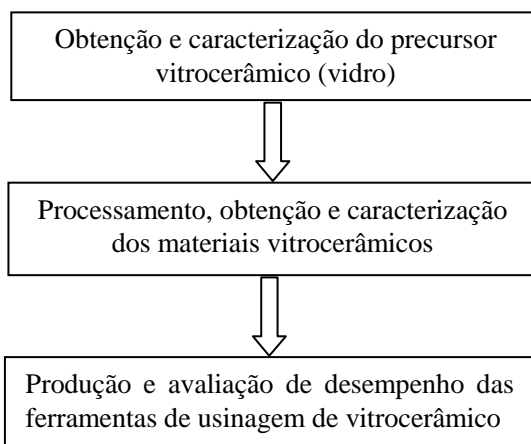 Obtenção e caracterização do precursor
vitrocerâmico (vidro)
Processamento, obtenção e caracterização
dos materiais vitrocerâmicos
Produção e avaliação de desempenho das
ferramentas de usinagem de vitrocerâmico